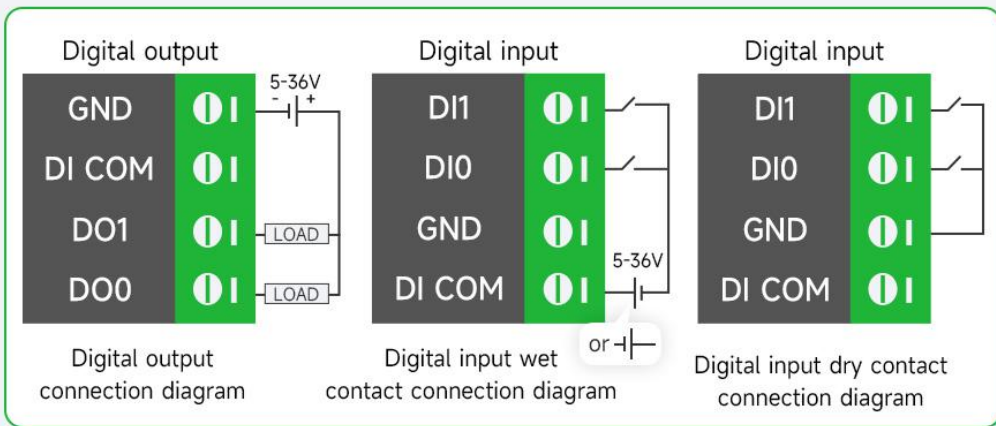 Digital output
5-36V
- +
GND
DI COM
DO1
LOAD
DO0
LOAD
Digital output
connection diagram
Digital input
DI1
DI0
GND
5-36V
DI COM
or
Digital input wet
contact connection diagram
Digital input
DI1
DI0
GND
DI COM
Digital input dry contact
connection diagram